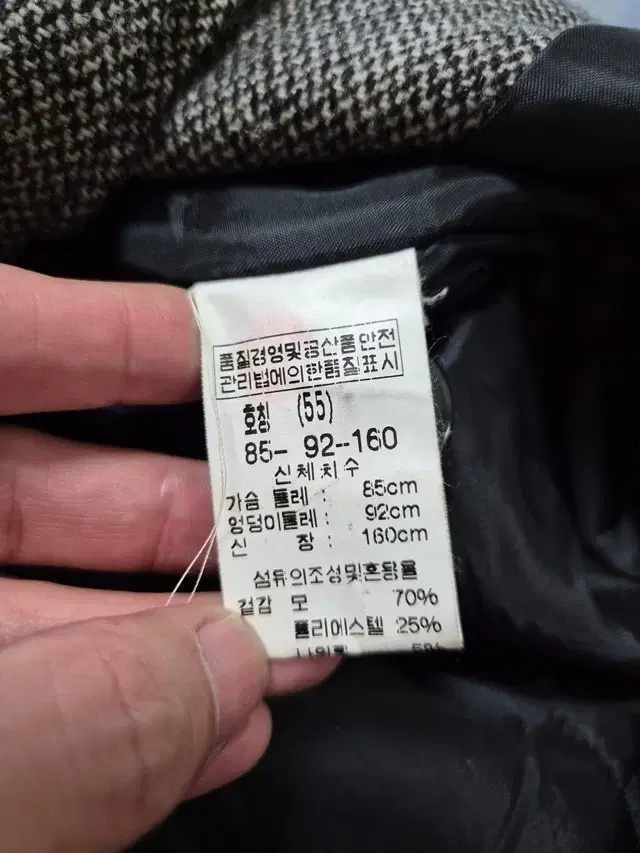 품질경영및공산품안전
관리법에의한품질표시
호칭 (55)
85- 92--160
신체치수
가슴 둘레 : 85cm
엉덩이둘레 : 92cm
신 장 : 160cm
섬유의조성및혼용율
겉감 모 70%
폴리에스텔 25%
5%